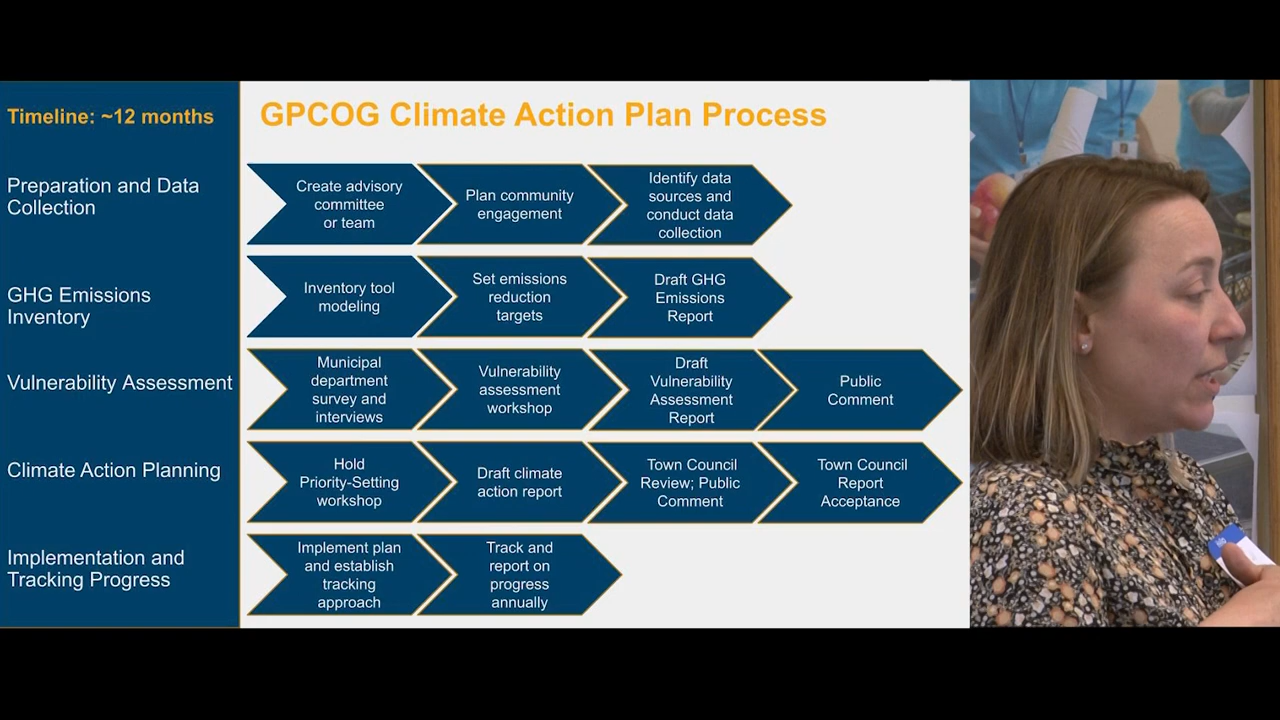 Timeline: ~12 months
GPCOG Climate Action Plan Process
Preparation and Data
Collection
Create advisory
committee
or team
Plan community
engagement
Identify data
sources and
conduct data
collection
GHG Emissions
Inventory
Inventory tool
modeling
Set emissions
reduction
targets
Draft GHG
Emissions
Report
Vulnerability Assessment
Municipal
department
survey and
interviews
Vulnerability
assessment
workshop
Draft
Vulnerability
Assessment
Report
Public
Comment
Climate Action Planning
Hold
Priority-Setting
workshop
Draft climate
action report
Town Council
Review; Public
Comment
Town Council
Report
Acceptance
Implementation and
Tracking Progress
Implement plan
and establish
tracking
approach
Track and
report on
progress
annually